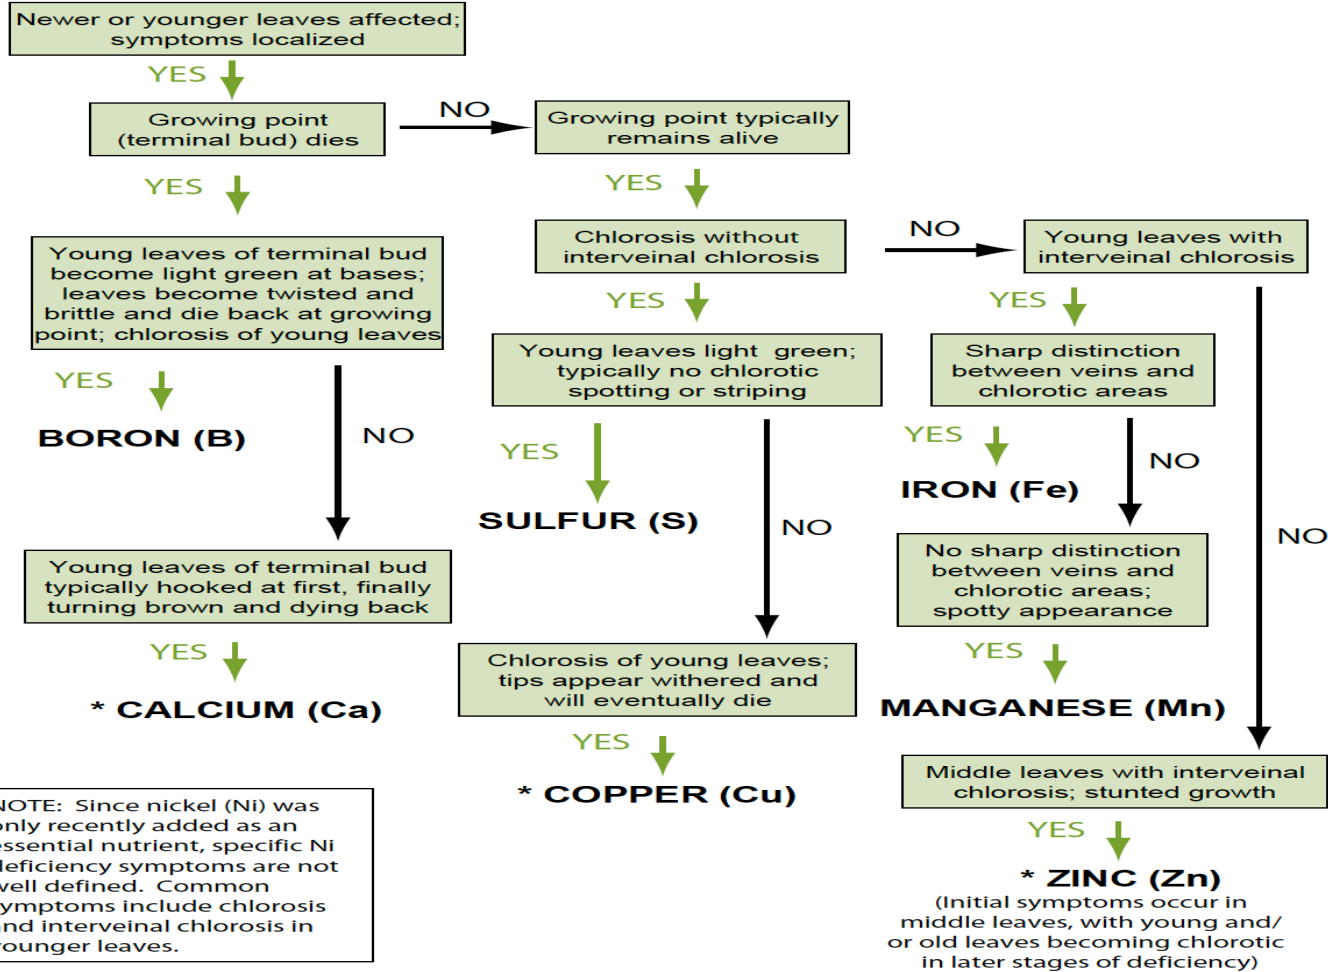 Newer or younger leaves affected;
symptoms localized
YES
Growing point
(terminal bud) dies
NO
Growing point typically
remains alive
YES
YES
Young leaves of terminal bud
become light green at bases;
leaves become twisted and
brittle and die back at growing
point; chlorosis of young leaves
Chlorosis without
interveinal chlorosis
NO
Young leaves with
interveinal chlorosis
YES
YES
Young leaves light green;
typically no chlorotic
spotting or striping
Sharp distinction
between veins and
chlorotic areas
YES
BORON (B)
NO
YES
SULFUR (S)
NO
YES
IRON (Fe)
NO
NO
Young leaves of terminal bud
typically hooked at first, finally
turning brown and dying back
No sharp distinction
between veins and
chlorotic areas;
spotty appearance
YES
* CALCIUM (Ca)
Chlorosis of young leaves;
tips appear withered and
will eventually die
YES
MANGANESE (Mn)
YES
* COPPER (Cu)
Middle leaves with interveinal
chlorosis; stunted growth
YES
* ZINC (Zn)
(Initial symptoms occur in
middle leaves, with young and/
or old leaves becoming chlorotic
in later stages of deficiency)
NOTE: Since nickel (Ni) was
only recently added as an
essential nutrient, specific Ni
deficiency symptoms are not
well defined. Common
symptoms include chlorosis
and interveinal chlorosis in
younger leaves.